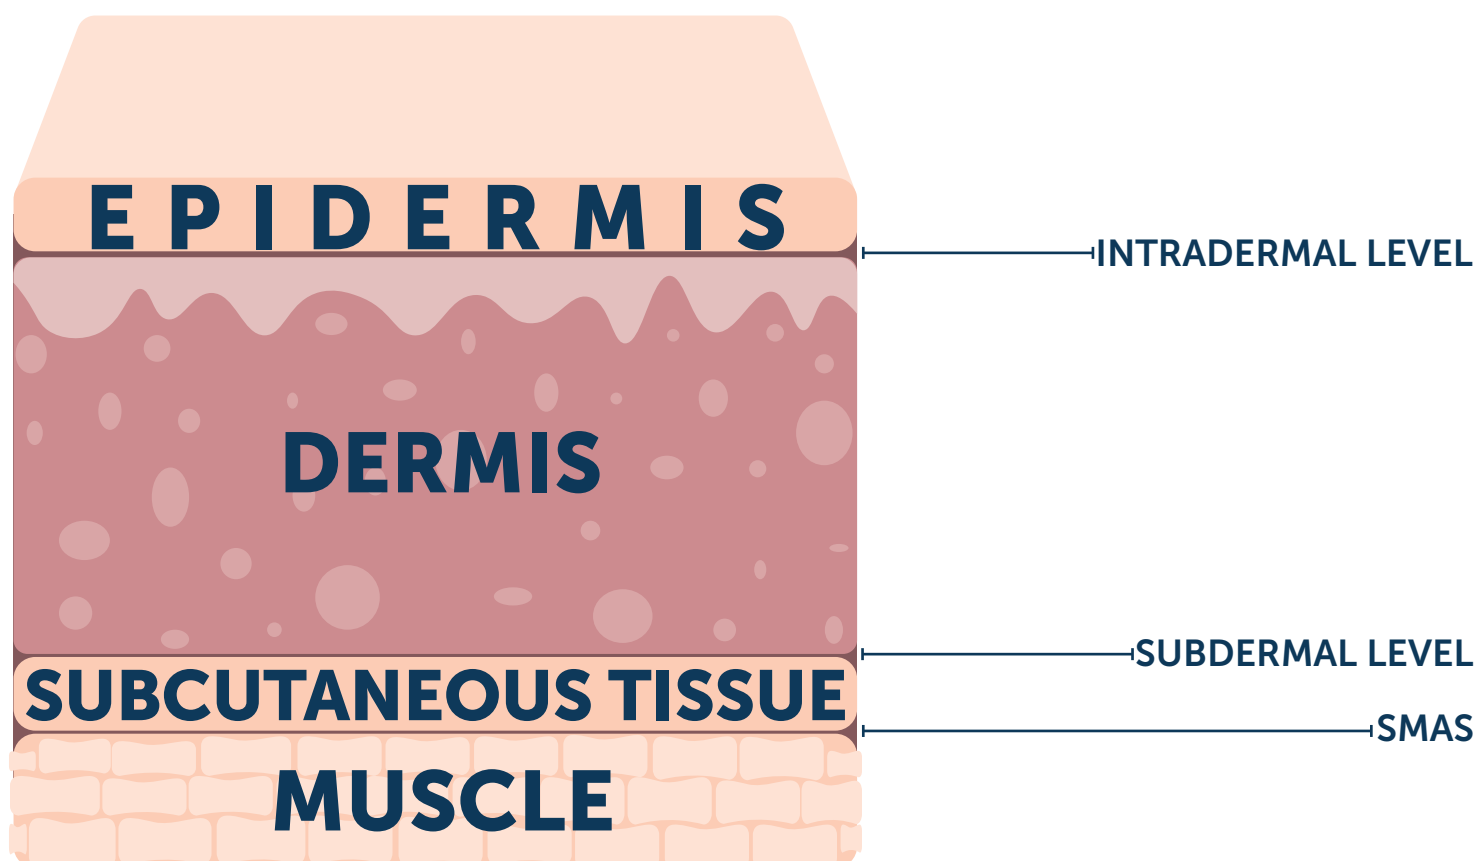 EPIDERMIS
INTRADERMAL LEVEL
DERMIS
SUBDERMAL LEVEL
SUBCUTANEOUS TISSUE
SMAS
MUSCLE